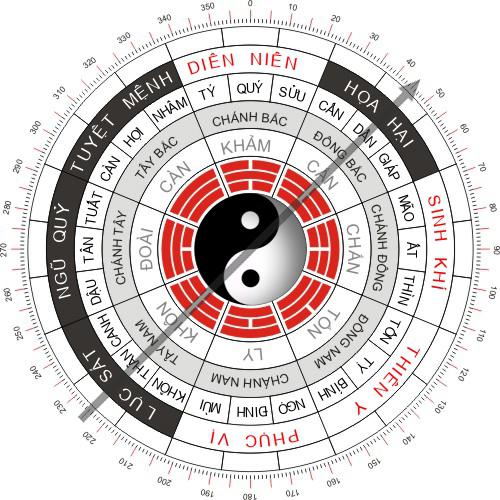 0
10
20
30
40
50
60
70
80
90
100
110
120
130
140
150
160
170
180
190
200
210
220
230
240
250
260
270
280
290
300
310
320
330
340
350
DIÊN NIÊN
HỌA HẠI
SINH KHÍ
THIÊN Y
PHỤC VỊ
LỤC SÁT
NGŨ QUỶ
TUYỆT MỆNH
TÝ
QUÝ
SỬU
CẤN
DẦN
GIÁP
MÃO
ẤT
THÌN
TỐN
TỴ
BÍNH
NGỌ
ĐINH
MÙI
KHÔN
THÂN
CANH
DẬU
TÂN
TUẤT
CÀN
HỢI
NHÂM
CHÁNH BẮC
ĐÔNG BẮC
CHÁNH ĐÔNG
ĐÔNG NAM
CHÁNH NAM
TÂY NAM
CHÁNH TÂY
TÂY BẮC
KHẢM
CẤN
CHẤN
TỐN
LY
KHÔN
ĐOÀI
CÀN